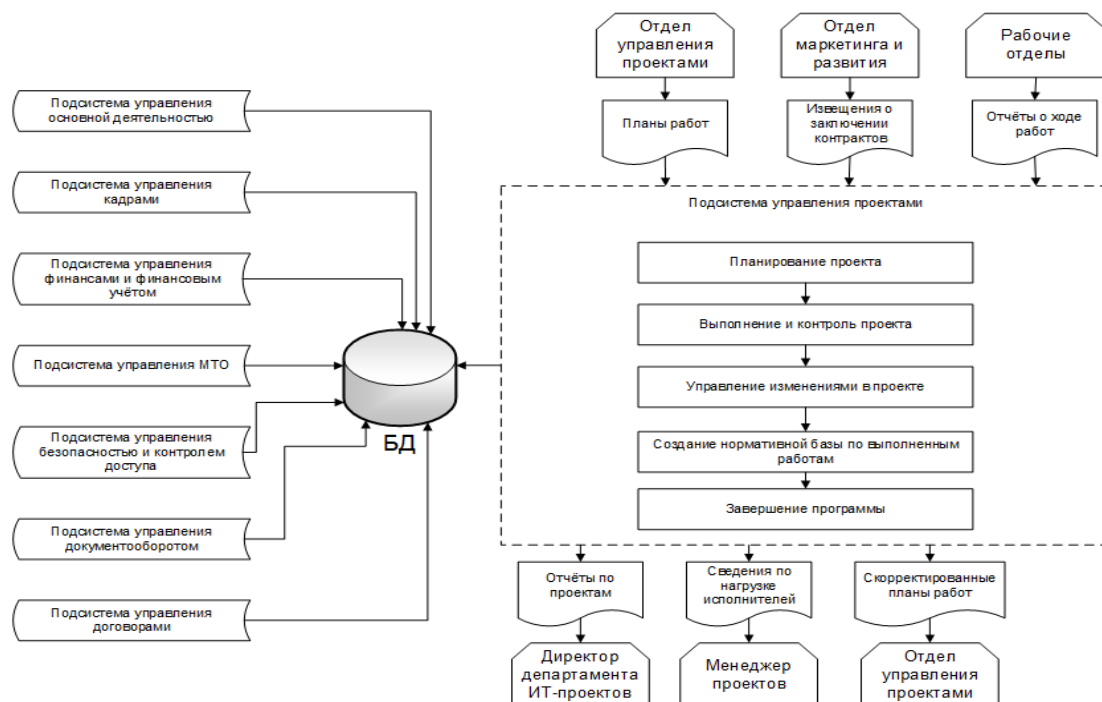 Отдел
управления
проектами
Отдел
маркетинга и
развития
Рабочие
отделы
Планы работ
Извещения о
заключении
контрактов
Отчёты о ходе
работ
Подсистема управления
основной деятельностью
Подсистема управления
кадрами
Подсистема управления
финансами и финансовым
учётом
Подсистема управления МТО
Подсистема управления
безопасностью и контролем
доступа
Подсистема управления
документооборотом
Подсистема управления
договорами
БД
Подсистема управления проектами
Планирование проекта
Выполнение и контроль проекта
Управление изменениями в проекте
Создание нормативной базы по выполненным
работам
Завершение программы
Отчёты по
проектам
Сведения по
нагрузке
исполнителей
Скорректированные
планы работ
Директор
департамента
ИТ-проектов
Менеджер
проектов
Отдел
управления
проектами